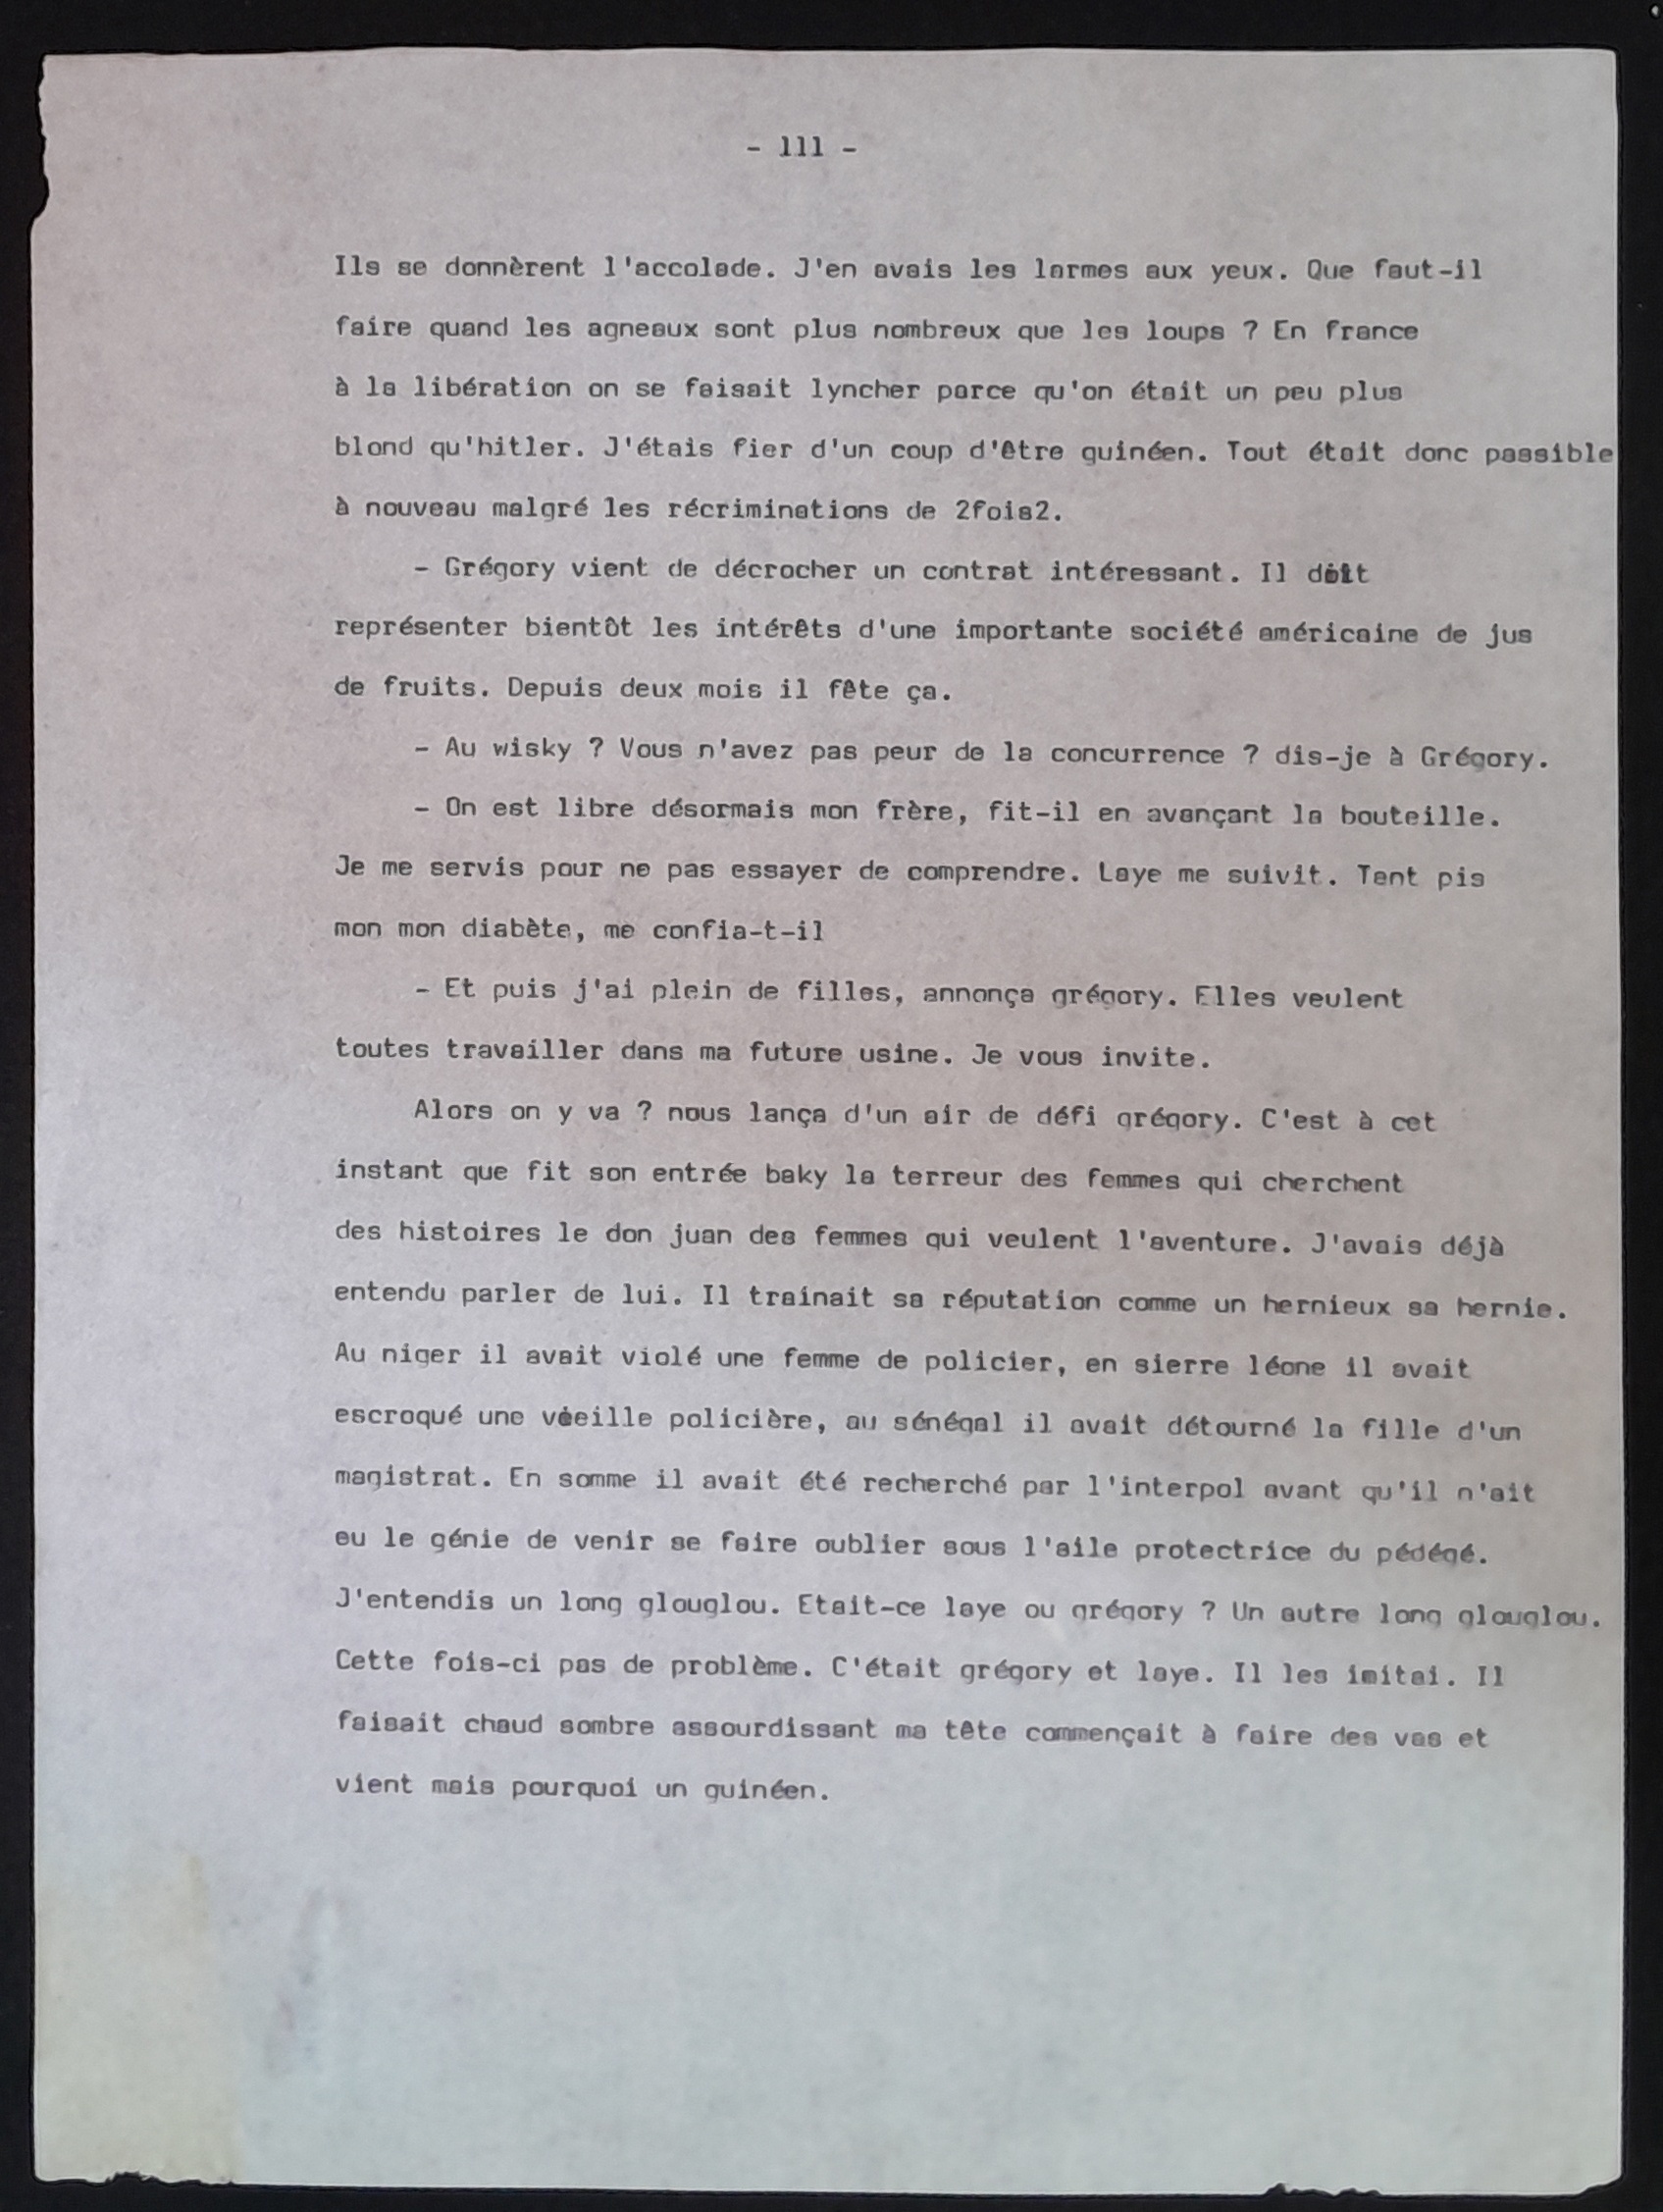 - 111 -
Ils se donnèrent l'accolade. J'en avais les larmes aux yeux. Que faut-il
faire quand les agneaux sont plus nombreux que les loups ? En france
à la libération on se faisait lyncher parce qu'on était un peu plus
blond qu'hitler. J'étais fier d'un coup d'être guinéen. Tout était donc passible
à nouveau malgré les récriminations de 2fois2.
- Grégory vient de décrocher un contrat intéressant. Il doit
représenter bientôt les intérêts d'une importante société américaine de jus
de fruits. Depuis deux mois il fête ça.
- Au wisky ? Vous n'avez pas peur de la concurrence ? dis-je à Grégory.
- On est libre désormais mon frère, fit-il en avançant la bouteille.
Je me servis pour ne pas essayer de comprendre. Laye me suivit. Tant pis
mon mon diabète, me confia-t-il
- Et puis j'ai plein de filles, annonça grégory. Elles veulent
toutes travailler dans ma future usine. Je vous invite.
Alors on y va ? nous lança d'un air de défi grégory. C'est à cet
instant que fit son entrée baky la terreur des femmes qui cherchent
des histoires le don juan des femmes qui veulent l'aventure. J'avais déjà
entendu parler de lui. Il trainait sa réputation comme un hernieux sa hernie.
Au niger il avait violé une femme de policier, en sierre léone il avait
escroqué une vieille policière, au sénégal il avait détourné la fille d'un
magistrat. En somme il avait été recherché par l'interpol avant qu'il n'ait
eu le génie de venir se faire oublier sous l'aile protectrice du pédégé.
J'entendis un long glouglou. Etait-ce laye ou grégory ? Un autre long glouglou.
Cette fois-ci pas de problème. C'était grégory et laye. Il les imitai. Il
faisait chaud sombre assourdissant ma tête commençait à faire des vas et
vient mais pourquoi un guinéen.